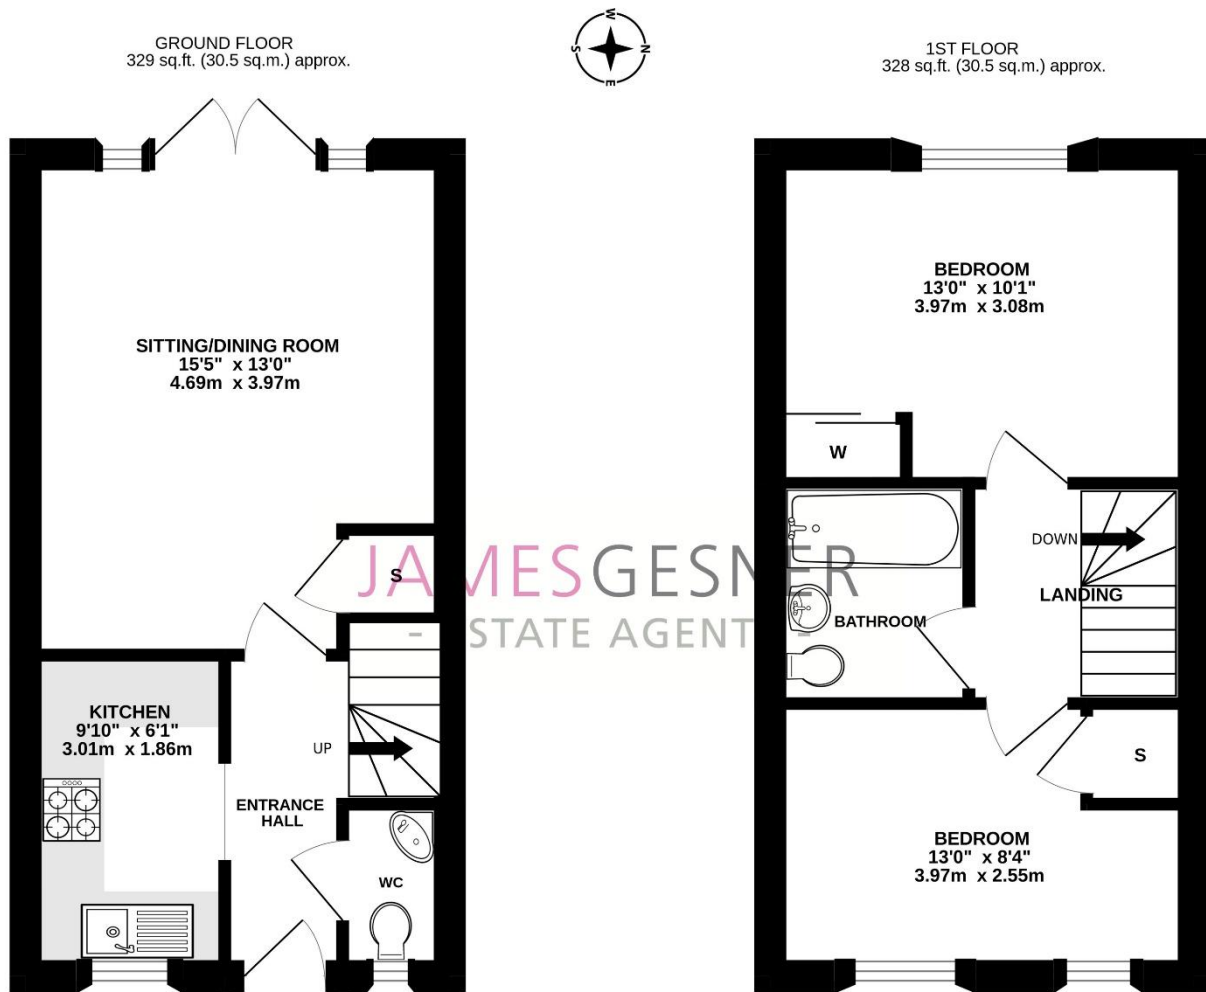 GROUND FLOOR
329 sq.ft. (30.5 sq.m.) approx.
W
S
N
E
1ST FLOOR
328 sq.ft. (30.5 sq.m.) approx.
SITTING/DINING ROOM
15'5" x 13'0"
4.69m x 3.97m
S
KITCHEN
9'10" x 6'1"
3.01m x 1.86m
UP
ENTRANCE
HALL
WC
BEDROOM
13'0" x 10'1"
3.97m x 3.08m
W
DOWN
LANDING
BATHROOM
S
BEDROOM
13'0" x 8'4"
3.97m x 2.55m
JAMESGESNER
- ESTATE AGENTS -